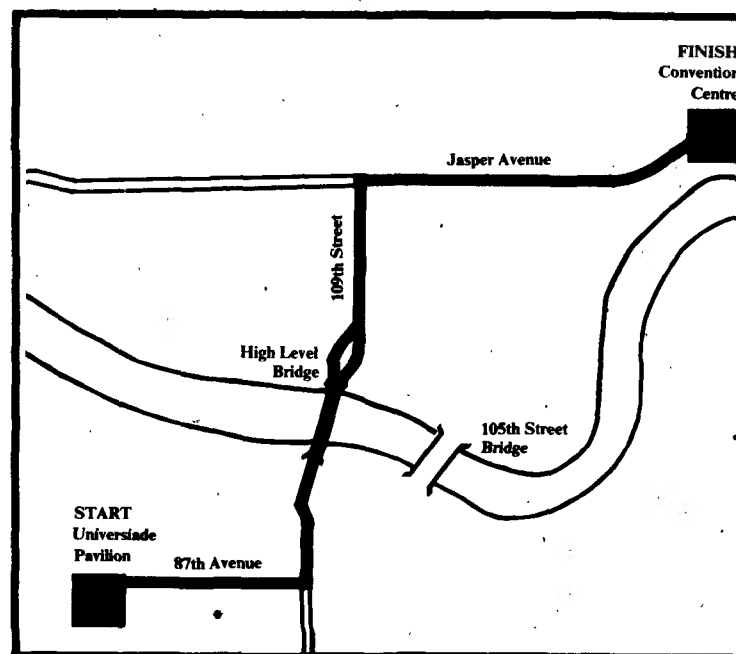 FINISH
Convention
Centre
Jasper Avenue
109th Street
High Level
Bridge
105th Street
Bridge
START
Universiade
Pavilion
87th Avenue